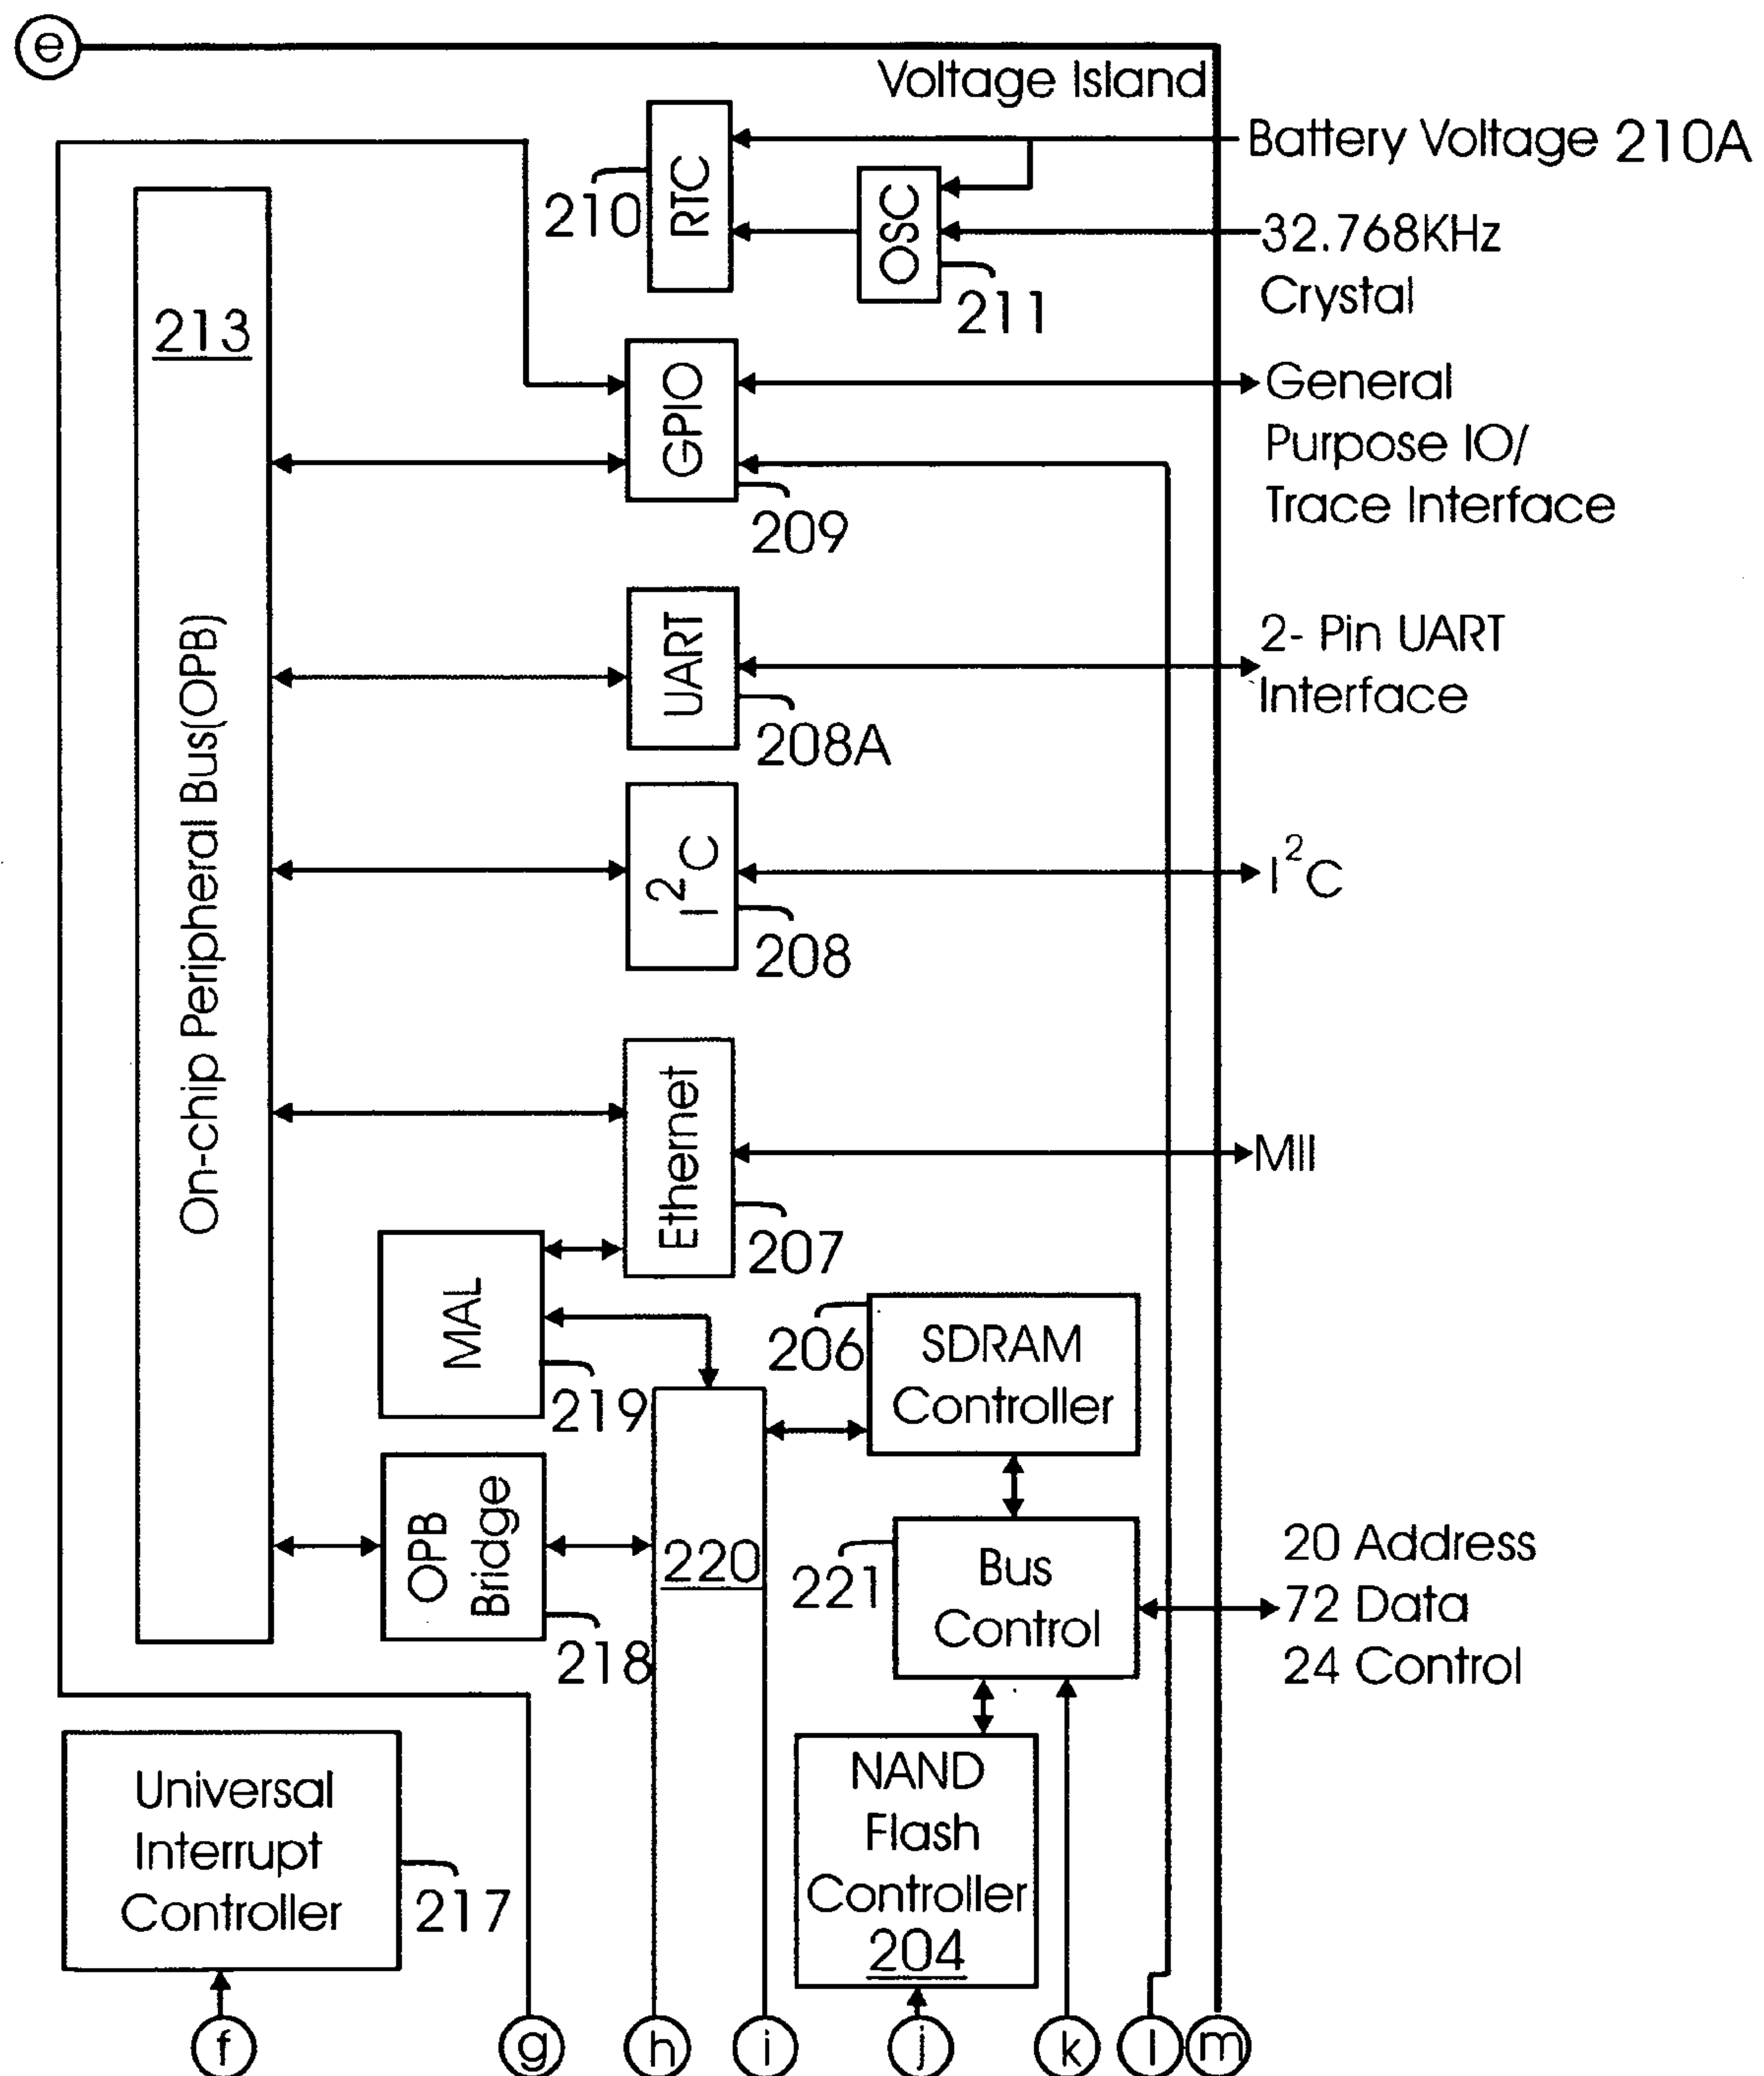 e
Voltage Island
Battery Voltage 210A
RTC
210
OSC
211
32.768KHz
Crystal
213
On-chip Peripheral Bus(OPB)
GPIO
209
General
Purpose IO/
Trace Interface
UART
208A
2- Pin UART
Interface
I²C
208
I²C
Ethernet
207
MII
MAL
219
206
SDRAM
Controller
OPB
Bridge
218
220
221
Bus
Control
20 Address
72 Data
24 Control
Universal
Interrupt
Controller
217
NAND
Flash
Controller
204
f
g
h
i
j
k
l
m